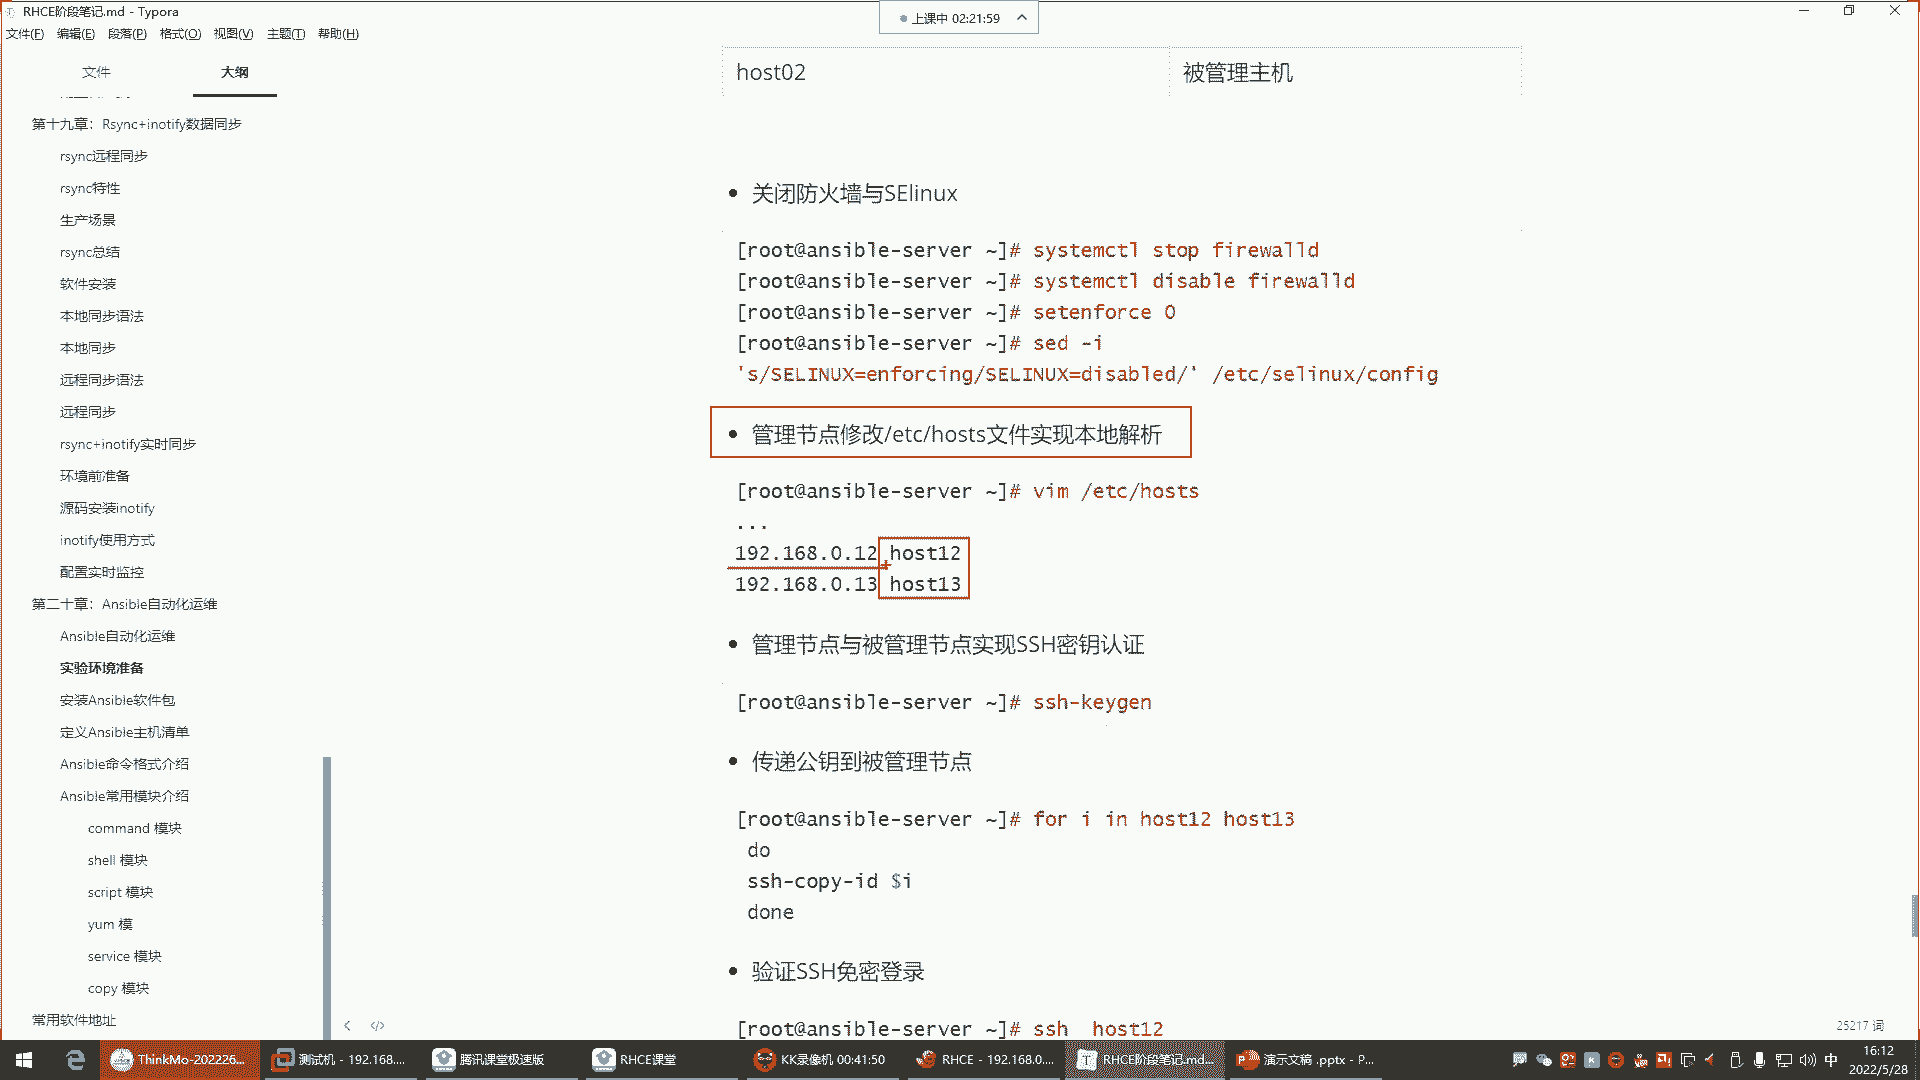 RHCE阶段笔记.md - Typora
上课中 02:21:59
文件(F) 编辑(E) 段落(P) 格式(O) 视图(V) 主题(T) 帮助(H)
文件 大纲
第十九章：Rsync+inotify数据同步
rsync远程同步
rsync特性
生产场景
rsync总结
软件安装
本地同步语法
本地同步
远程同步语法
远程同步
rsync+inotify实时同步
环境前准备
源码安装inotify
inotify使用方式
配置实时监控
第二十章：Ansible自动化运维
Ansible自动化运维
实验环境准备
安装Ansible软件包
定义Ansible主机清单
Ansible命令格式介绍
Ansible常用模块介绍
command 模块
shell 模块
script 模块
yum 模
service 模块
copy 模块
常用软件地址
host02 被管理主机
关闭防火墙与SElinux
[root@ansible-server ~]# systemctl stop firewalld
[root@ansible-server ~]# systemctl disable firewalld
[root@ansible-server ~]# setenforce 0
[root@ansible-server ~]# sed -i
's/SELINUX=enforcing/SELINUX=disabled/' /etc/selinux/config
管理节点修改/etc/hosts文件实现本地解析
[root@ansible-server ~]# vim /etc/hosts
...
192.168.0.12 host12
192.168.0.13 host13
管理节点与被管理节点实现SSH密钥认证
[root@ansible-server ~]# ssh-keygen
传递公钥到被管理节点
[root@ansible-server ~]# for i in host12 host13
do
ssh-copy-id $i
done
验证SSH免密登录
[root@ansible-server ~]# ssh host12
25217 词
ThinkMo-202226...
测试机 - 192.168....
腾讯课堂极速版
RHCE课堂
KK录像机 00:41:50
RHCE - 192.168.0....
RHCE阶段笔记.md...
演示文稿 .pptx - P...
中
16:12
2022/5/28